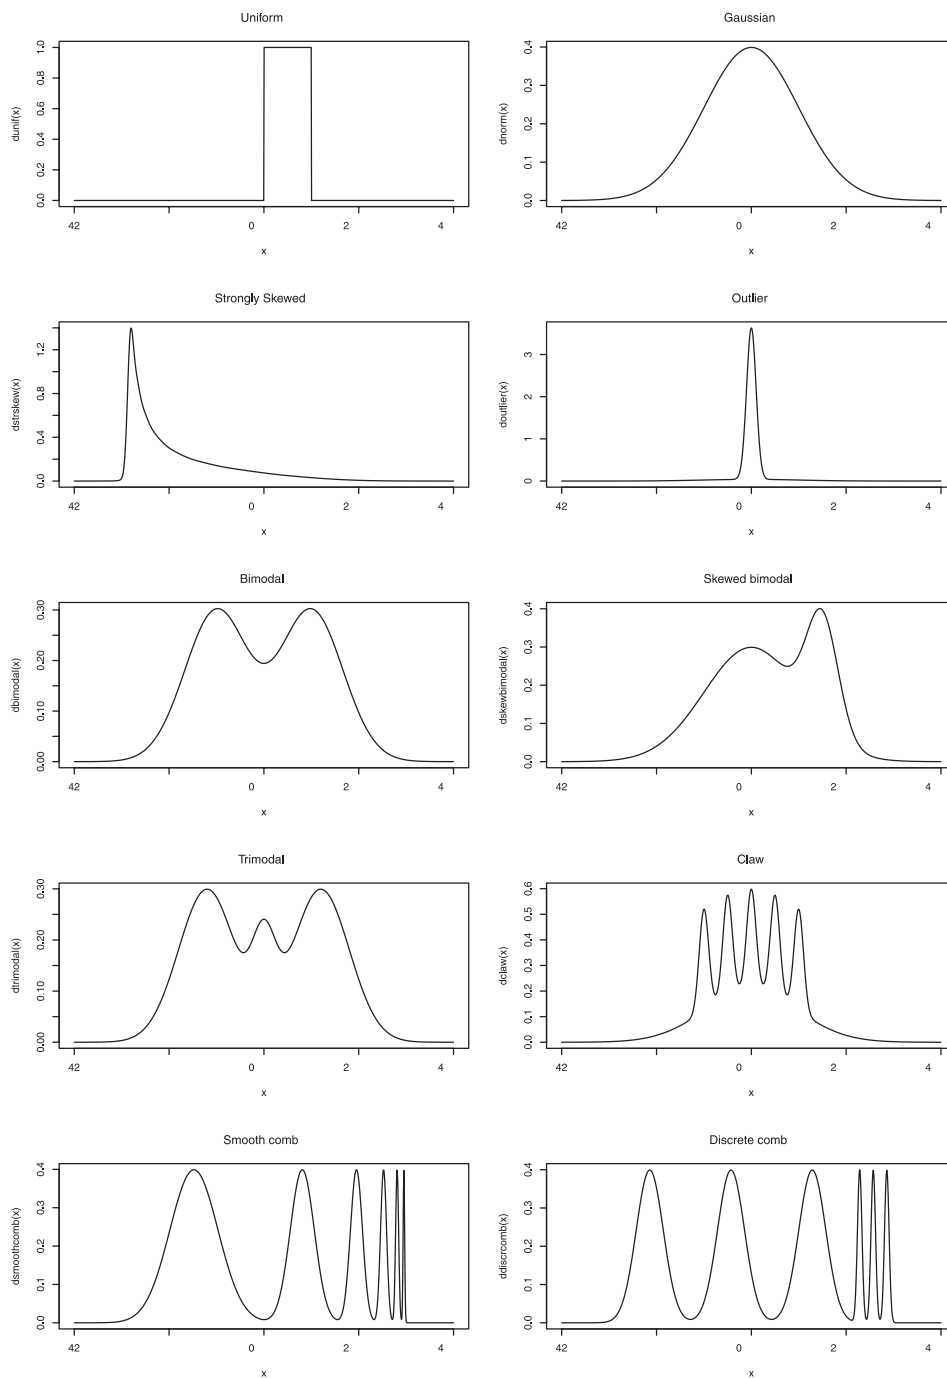 Uniform
dunif(x)
0.0 0.2 0.4 0.6 0.8 1.0
42 0 2 4
x
Gaussian
dnorm(x)
0.0 0.1 0.2 0.3 0.4
42 0 2 4
x
Strongly Skewed
dstrskew(x)
0.0 0.4 0.8 1.2
42 0 2 4
x
Outlier
doutlier(x)
0 1 2 3
42 0 2 4
x
Bimodal
dbimodal(x)
0.00 0.10 0.20 0.30
42 0 2 4
x
Skewed bimodal
dskewbimodal(x)
0.0 0.1 0.2 0.3 0.4
42 0 2 4
x
Trimodal
dtrimodal(x)
0.00 0.10 0.20 0.30
42 0 2 4
x
Claw
dclaw(x)
0.0 0.1 0.2 0.3 0.4 0.5 0.6
42 0 2 4
x
Smooth comb
dsmoothcomb(x)
0.0 0.1 0.2 0.3 0.4
42 0 2 4
x
Discrete comb
ddiscrcomb(x)
0.0 0.1 0.2 0.3 0.4
42 0 2 4
x